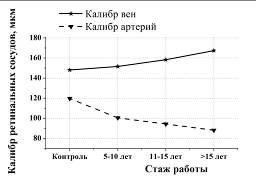 Калибр вен
Калибр артерий
Калибр ретинальных сосудов, мкм
180
160
140
120
100
80
Контроль
5-10 лет
11-15 лет
>15 лет
Стаж работы